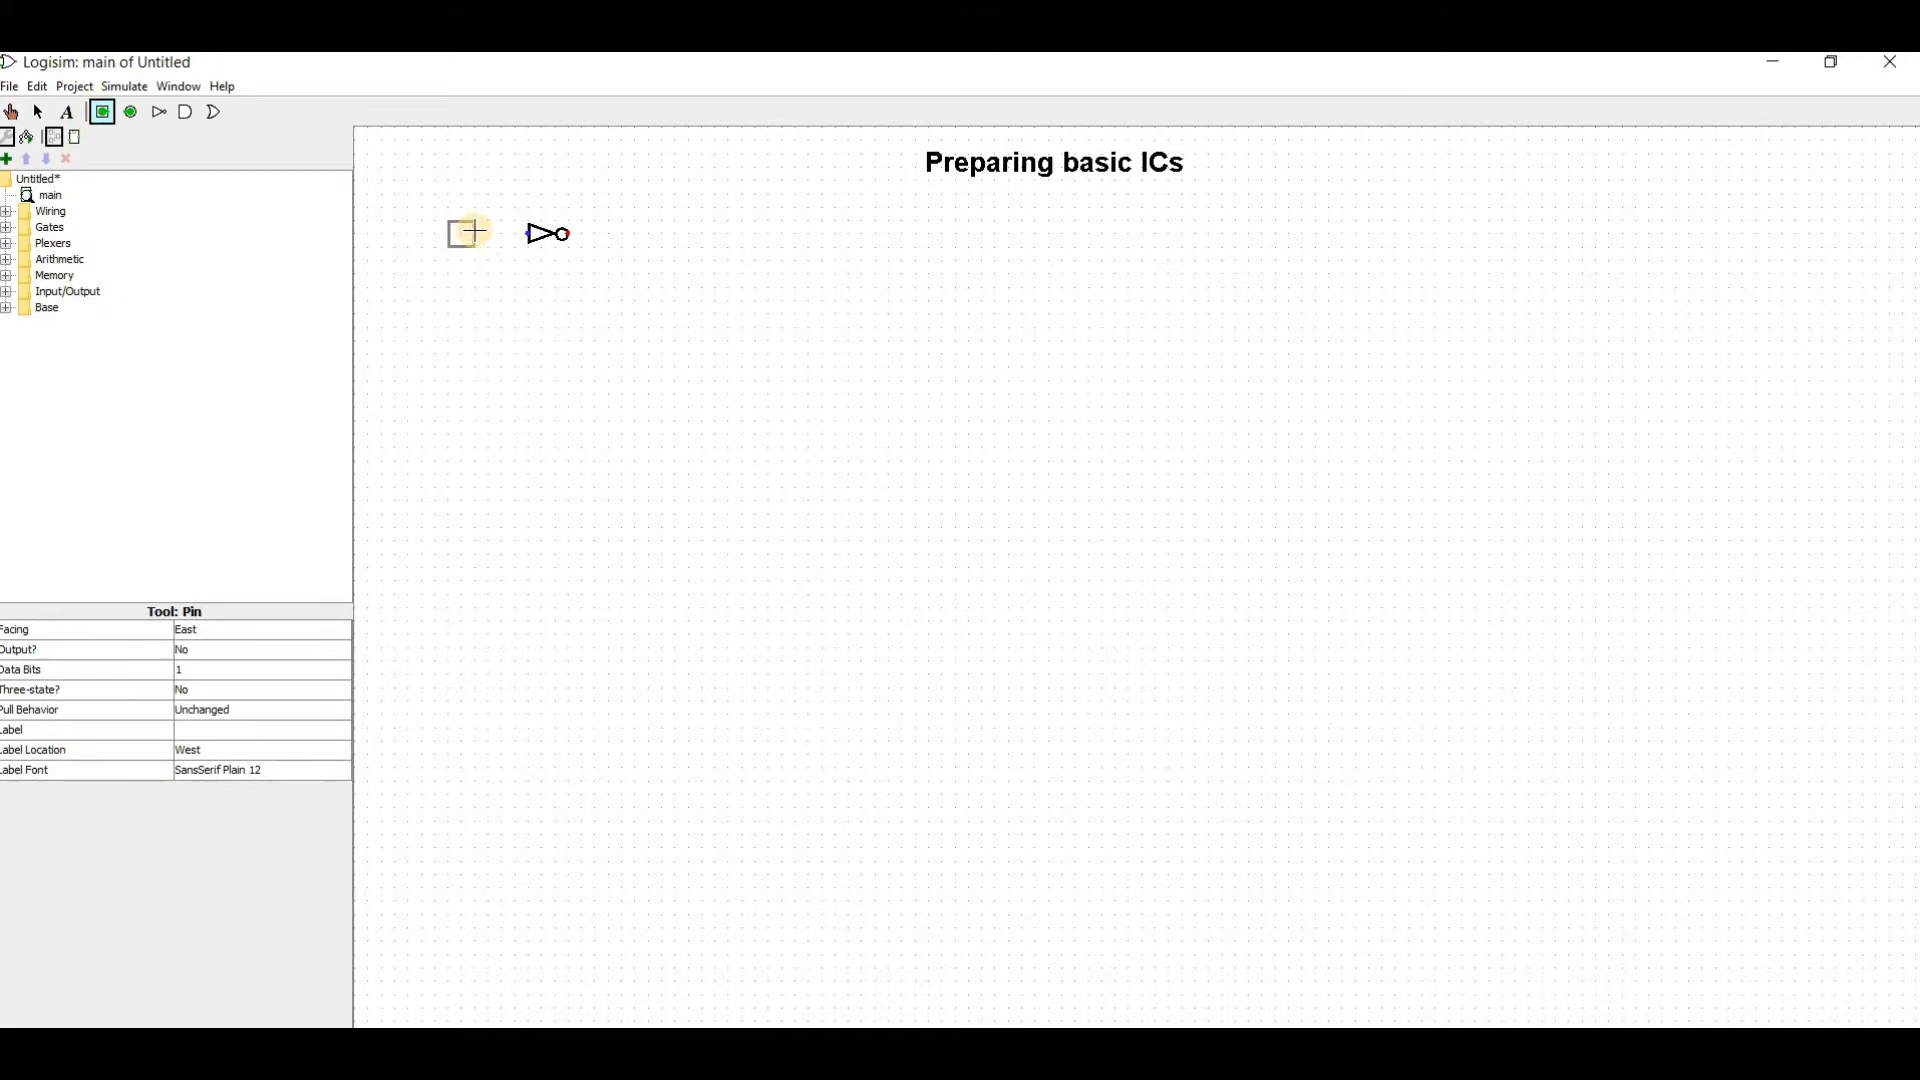 Logisim: main of Untitled
File Edit Project Simulate Window Help
A
Preparing basic ICs
Untitled*
main
Wiring
Gates
Plexers
Arithmetic
Memory
Input/Output
Base
Tool: Pin
Facing East
Output? No
Data Bits 1
Three-state? No
Pull Behavior Unchanged
Label
Label Location West
Label Font SansSerif Plain 12